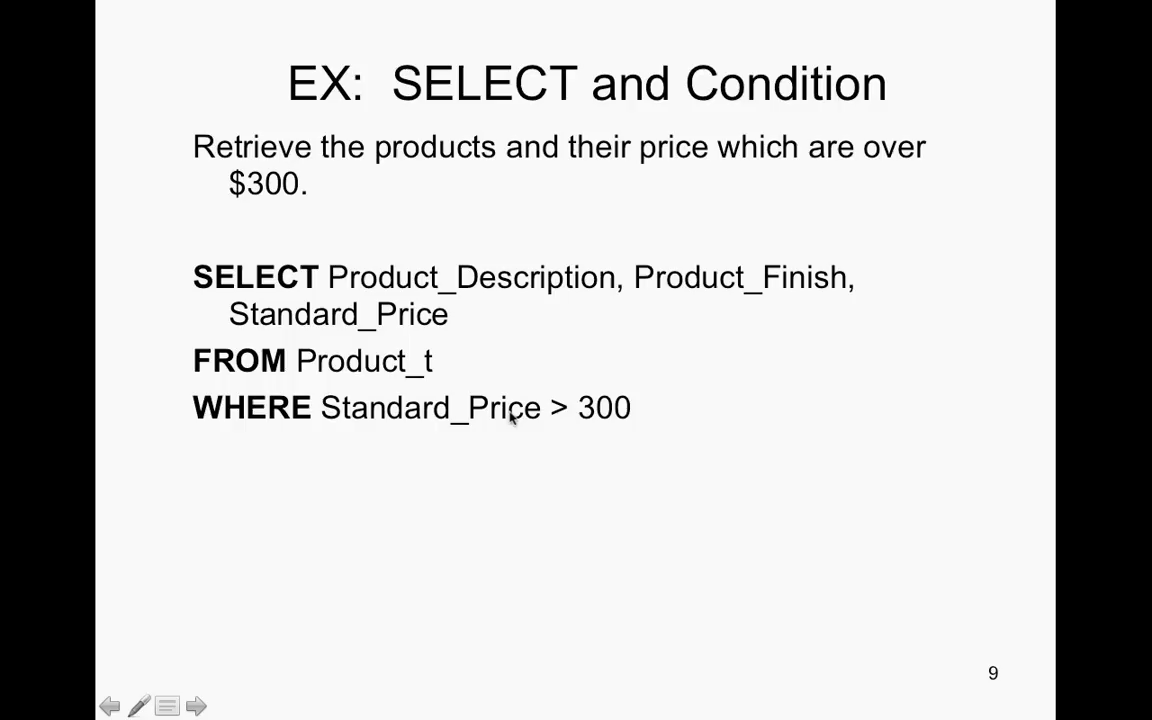 EX: SELECT and Condition
Retrieve the products and their price which are over
$300.
SELECT Product_Description, Product_Finish,
Standard_Price
FROM Product_t
WHERE Standard_Price > 300
9